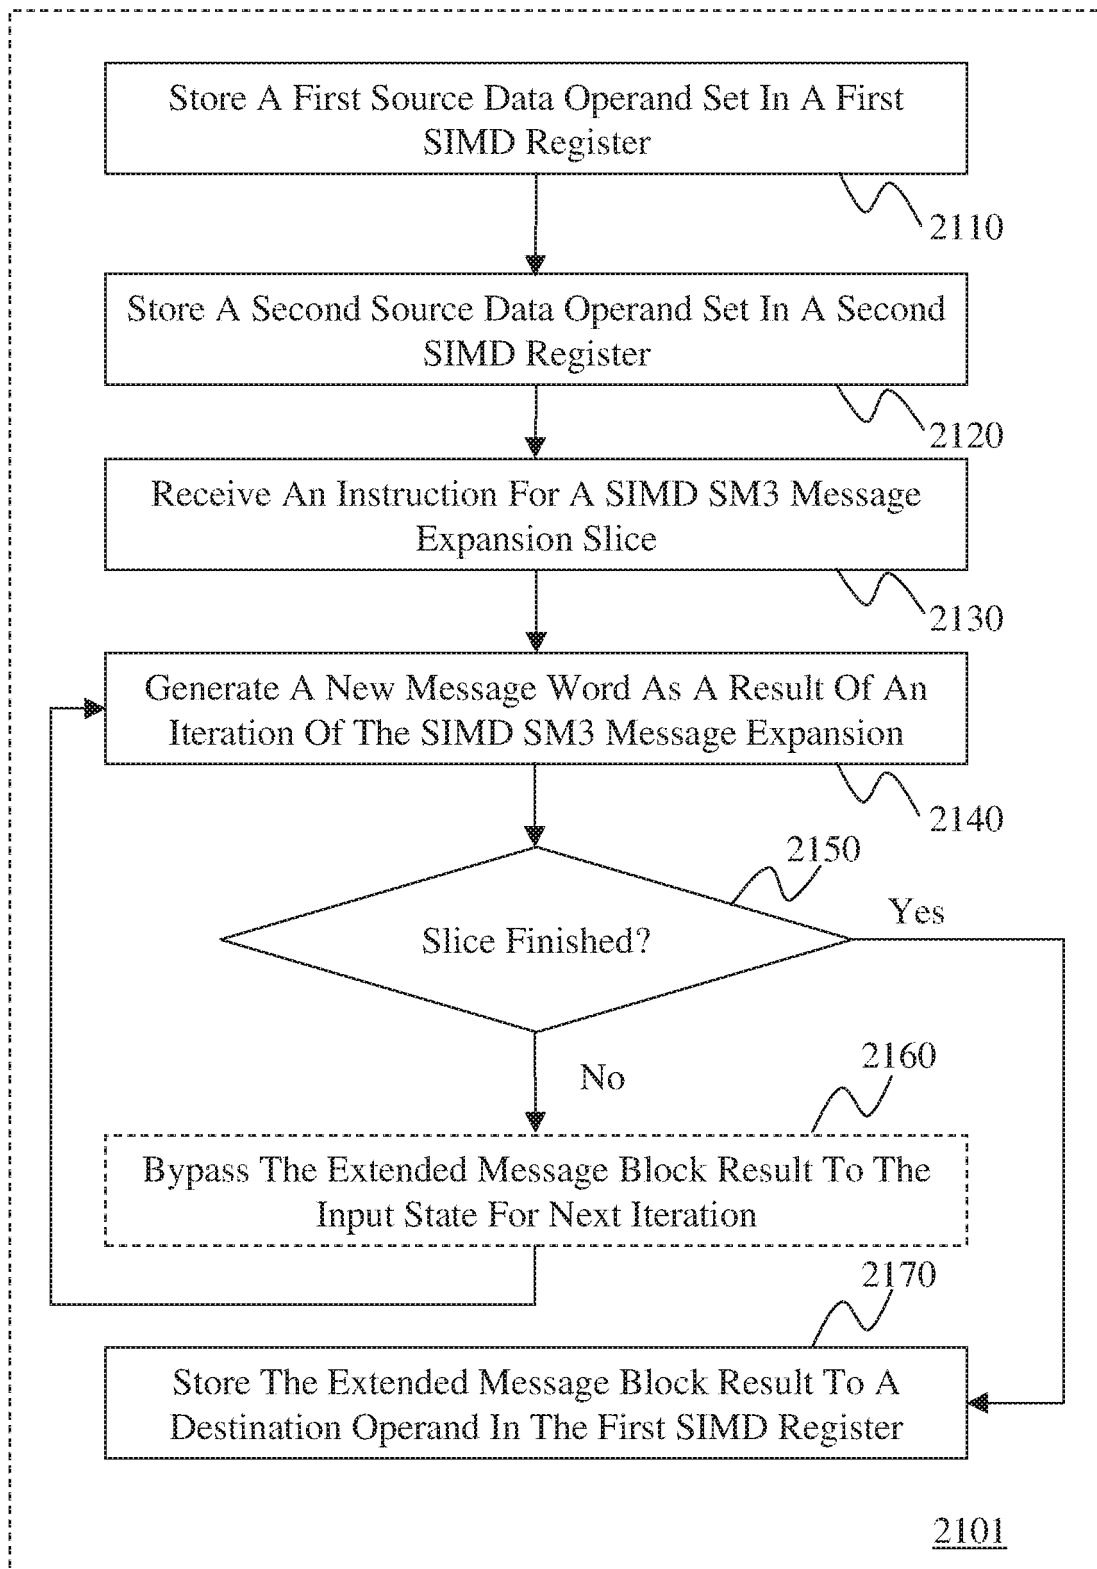 Store A First Source Data Operand Set In A First
SIMD Register
2110
Store A Second Source Data Operand Set In A Second
SIMD Register
2120
Receive An Instruction For A SIMD SM3 Message
Expansion Slice
2130
Generate A New Message Word As A Result Of An
Iteration Of The SIMD SM3 Message Expansion
2140
2150
Yes
Slice Finished?
No
2160
Bypass The Extended Message Block Result To The
Input State For Next Iteration
2170
Store The Extended Message Block Result To A
Destination Operand In The First SIMD Register
2101